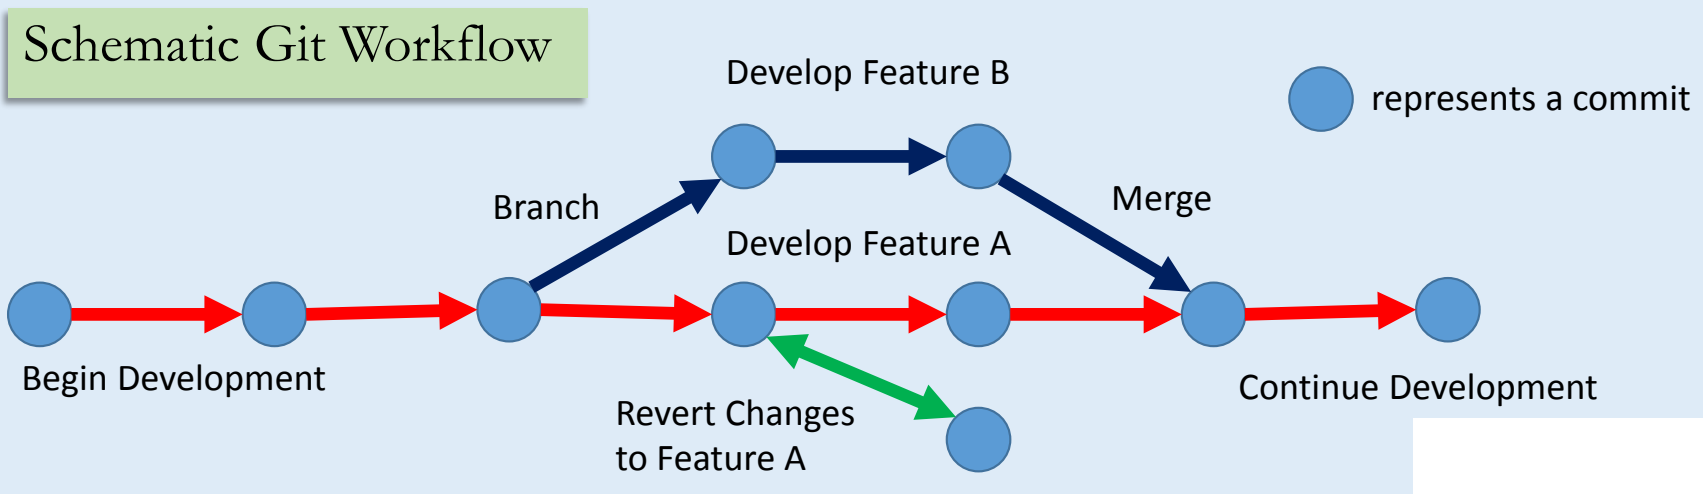 Schematic Git Workflow
Develop Feature B
represents a commit
Branch
Merge
Develop Feature A
Begin Development
Continue Development
Revert Changes
to Feature A